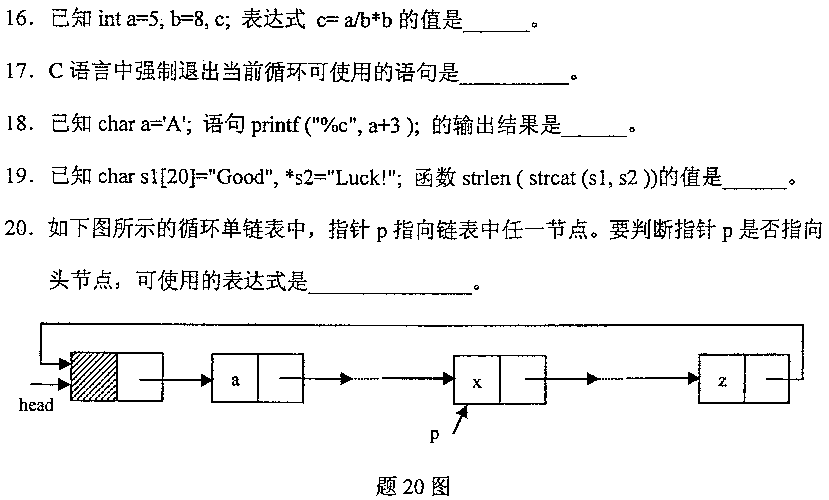 16．已知 int a=5, b=8, c; 表达式 c= a/b*b 的值是______。
17．C 语言中强制退出当前循环可使用的语句是__________。
18．已知 char a='A'; 语句 printf ("%c", a+3 ); 的输出结果是______。
19．已知 char s1[20]="Good", *s2="Luck!"; 函数 strlen ( strcat (s1, s2 ))的值是______。
20．如下图所示的循环单链表中，指针 p 指向链表中任一节点。要判断指针 p 是否指向
头节点，可使用的表达式是_______________。
a x z
head
p
题 20 图